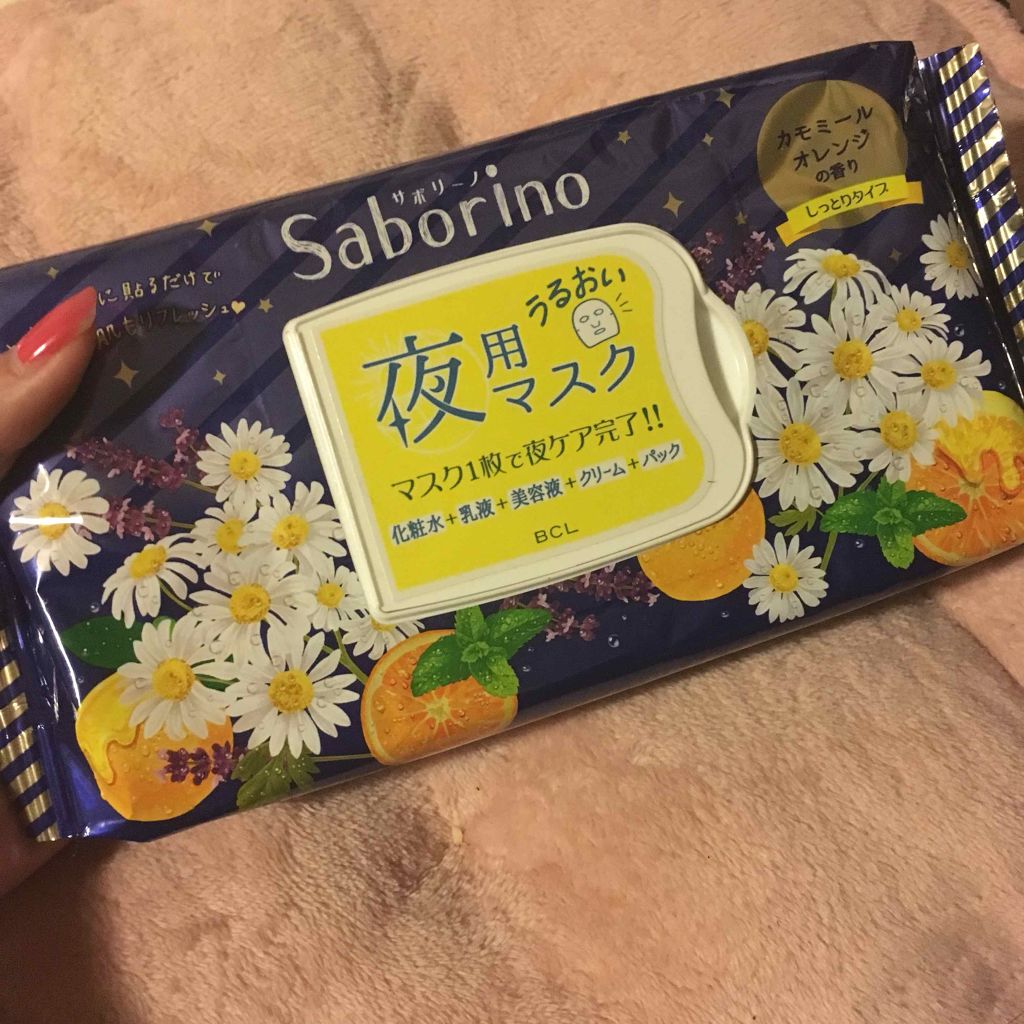 サボリーノ
Saborino
カモミール
オレンジ
の香り
しっとりタイプ
に貼るだけで
肌もリフレッシュ♥
うるおい
夜用
マスク
マスク1枚で夜ケア完了!!
化粧水+乳液+美容液+クリーム+パック
BCL